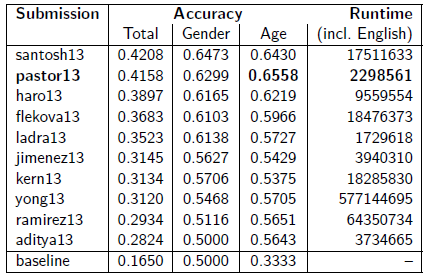 Submission Accuracy Runtime
Total Gender Age (incl. English)
santosh13 0.4208 0.6473 0.6430 17511633
pastor13 0.4158 0.6299 0.6558 2298561
haro13 0.3897 0.6165 0.6219 9559554
flekova13 0.3683 0.6103 0.5966 18476373
ladra13 0.3523 0.6138 0.5727 1729618
jimenez13 0.3145 0.5627 0.5429 3940310
kern13 0.3134 0.5706 0.5375 18285830
yong13 0.3120 0.5468 0.5705 577144695
ramirez13 0.2934 0.5116 0.5651 64350734
aditya13 0.2824 0.5000 0.5643 3734665
baseline 0.1650 0.5000 0.3333 –